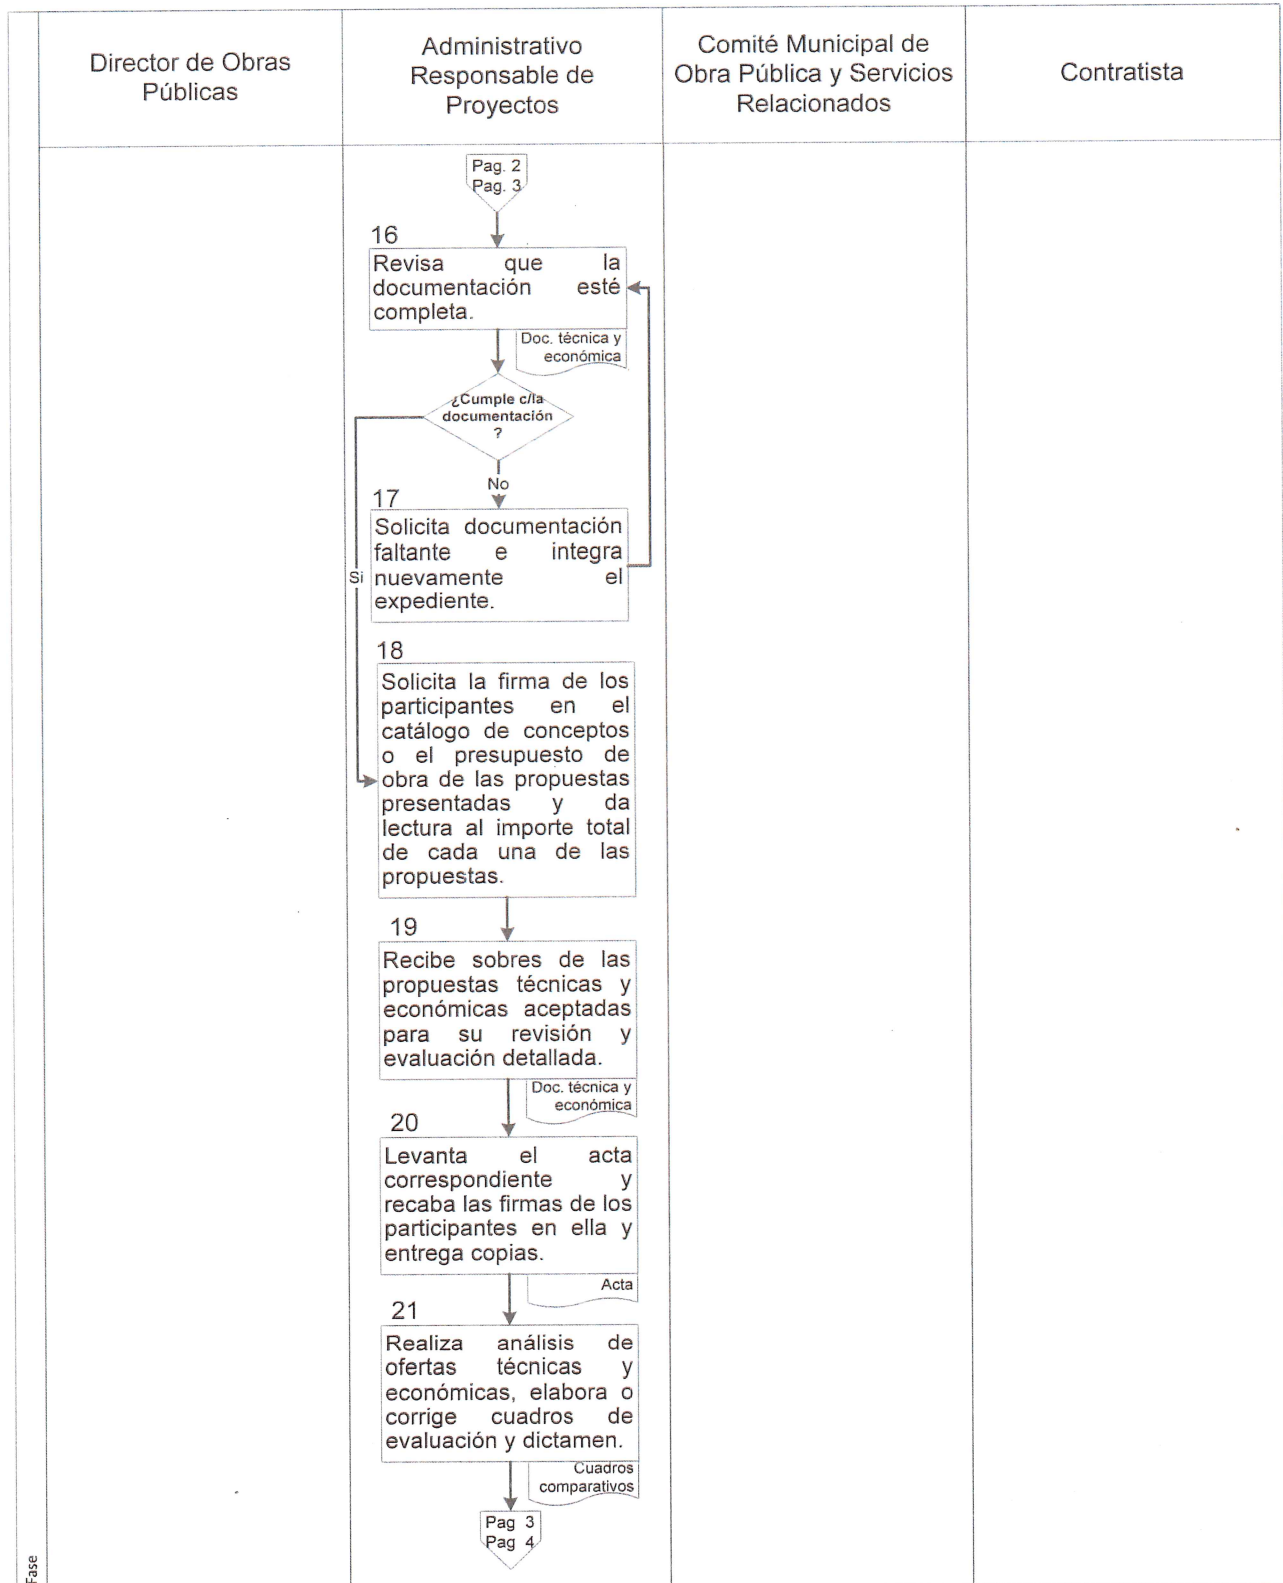 Director de Obras
Públicas
Administrativo
Responsable de
Proyectos
Comité Municipal de
Obra Pública y Servicios
Relacionados
Contratista
Pag. 2
Pag. 3
16
Revisa que la
documentación esté
completa.
Doc. técnica y
económica
¿Cumple c/la
documentación
?
No
17
Solicita documentación
faltante e integra
nuevamente el
expediente.
Si
18
Solicita la firma de los
participantes en el
catálogo de conceptos
o el presupuesto de
obra de las propuestas
presentadas y da
lectura al importe total
de cada una de las
propuestas.
19
Recibe sobres de las
propuestas técnicas y
económicas aceptadas
para su revisión y
evaluación detallada.
Doc. técnica y
económica
20
Levanta el acta
correspondiente y
recaba las firmas de los
participantes en ella y
entrega copias.
Acta
21
Realiza análisis de
ofertas técnicas y
económicas, elabora o
corrige cuadros de
evaluación y dictamen.
Cuadros
comparativos
Pag 3
Pag 4
Fase